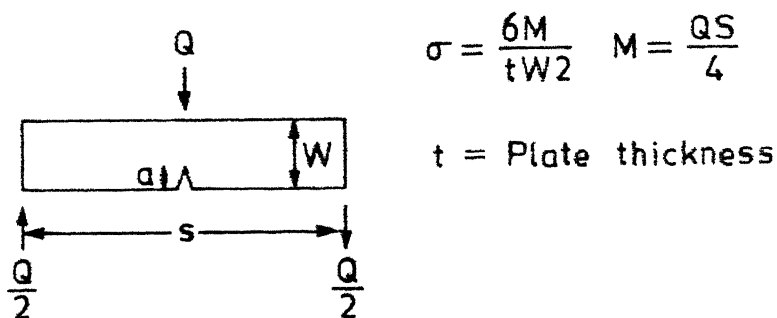 Q
σ = 6M / tW2 M = QS / 4
W
a
t = Plate thickness
s
Q/2 Q/2